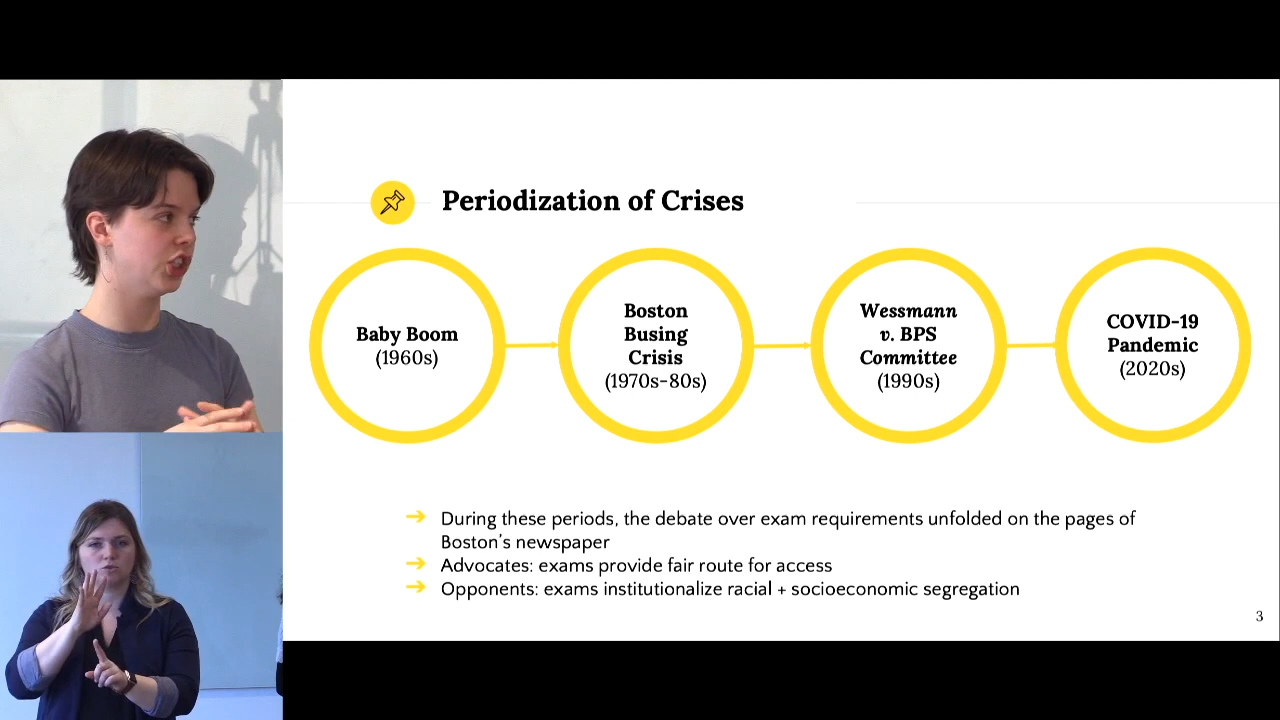 Periodization of Crises
Baby Boom
(1960s)
Boston
Busing
Crisis
(1970s-80s)
Wessmann
v. BPS
Committee
(1990s)
COVID-19
Pandemic
(2020s)
During these periods, the debate over exam requirements unfolded on the pages of
Boston's newspaper
Advocates: exams provide fair route for access
Opponents: exams institutionalize racial + socioeconomic segregation
3